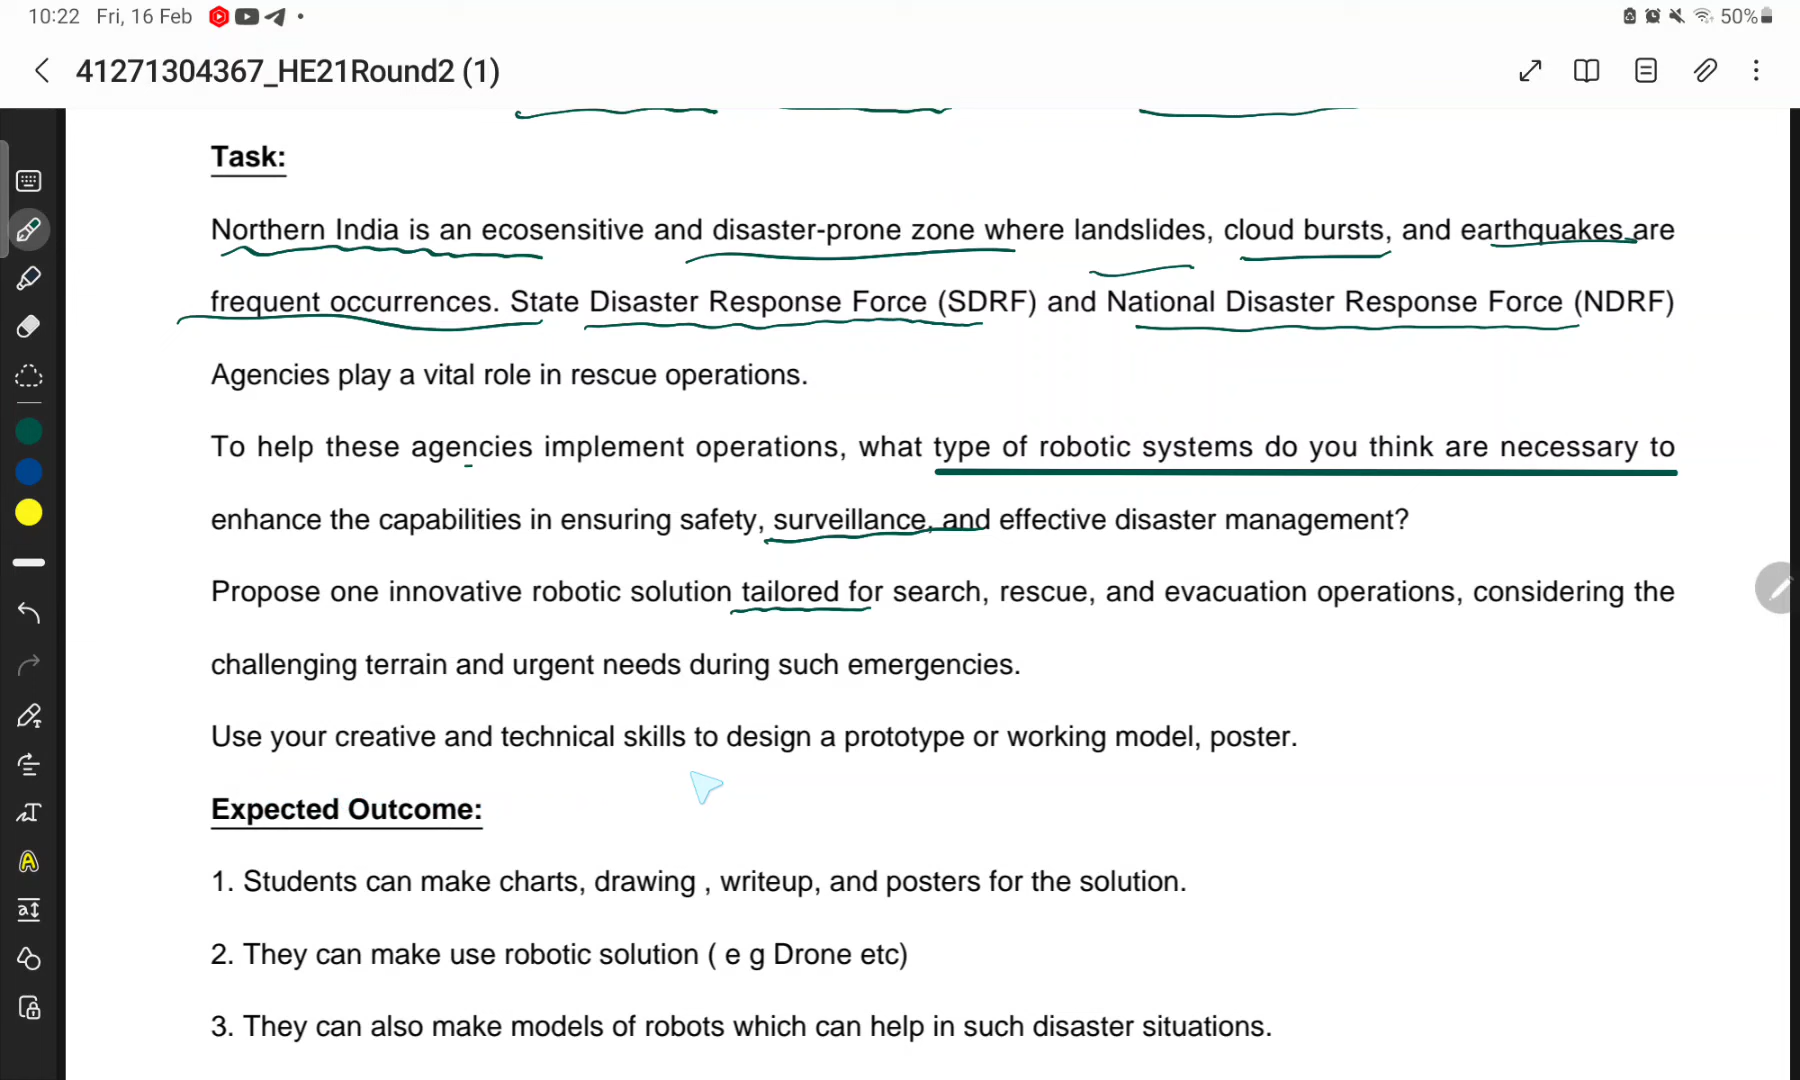 10:22 Fri, 16 Feb 50%
41271304367_HE21Round2 (1)
Task:
Northern India is an ecosensitive and disaster-prone zone where landslides, cloud bursts, and earthquakes are
frequent occurrences. State Disaster Response Force (SDRF) and National Disaster Response Force (NDRF)
Agencies play a vital role in rescue operations.
To help these agencies implement operations, what type of robotic systems do you think are necessary to
enhance the capabilities in ensuring safety, surveillance, and effective disaster management?
Propose one innovative robotic solution tailored for search, rescue, and evacuation operations, considering the
challenging terrain and urgent needs during such emergencies.
Use your creative and technical skills to design a prototype or working model, poster.
Expected Outcome:
1. Students can make charts, drawing , writeup, and posters for the solution.
2. They can make use robotic solution ( e g Drone etc)
3. They can also make models of robots which can help in such disaster situations.